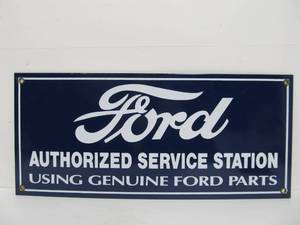 Ford
AUTHORIZED SERVICE STATION
USING GENUINE FORD PARTS